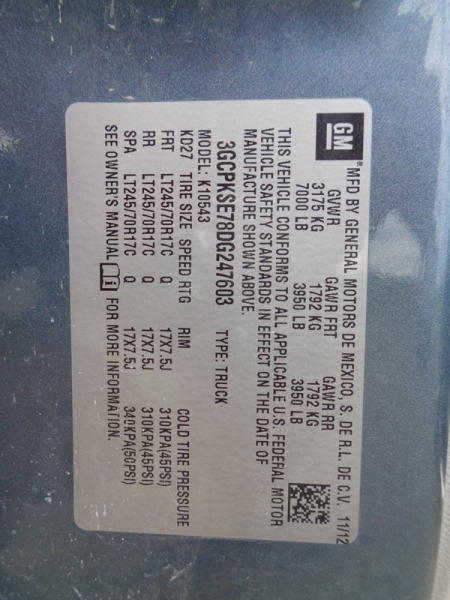 GM
®MFD BY GENERAL MOTORS DE MEXICO, S. DE R.L. DE C.V. 11/12
GVWR GAWR FRT GAWR RR
3175 KG 1792 KG 1792 KG
7000 LB 3950 LB 3950 LB
THIS VEHICLE CONFORMS TO ALL APPLICABLE U.S. FEDERAL MOTOR
VEHICLE SAFETY STANDARDS IN EFFECT ON THE DATE OF
MANUFACTURE SHOWN ABOVE.
3GCPKSE78DG247603 TYPE: TRUCK
MODEL: K10543
KD27 TIRE SIZE SPEED RTG RIM COLD TIRE PRESSURE
FRT LT245/70R17C Q 17X7.5J 310KPA(45PSI)
RR LT245/70R17C Q 17X7.5J 310KPA(45PSI)
SPA LT245/70R17C Q 17X7.5J 340KPA(50PSI)
SEE OWNER'S MANUAL FOR MORE INFORMATION.